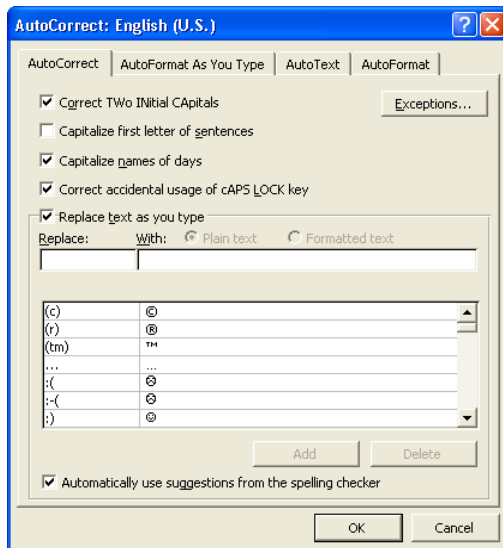 AutoCorrect: English (U.S.)
AutoCorrect AutoFormat As You Type AutoText AutoFormat
Correct TWo INitial CApitals Exceptions...
Capitalize first letter of sentences
Capitalize names of days
Correct accidental usage of cAPS LOCK key
Replace text as you type
Replace: With: Plain text Formatted text
(c) ©
(r) ®
(tm) ™
... ...
:( ☹
:-( ☹
:) ☺
Add Delete
Automatically use suggestions from the spelling checker
OK Cancel